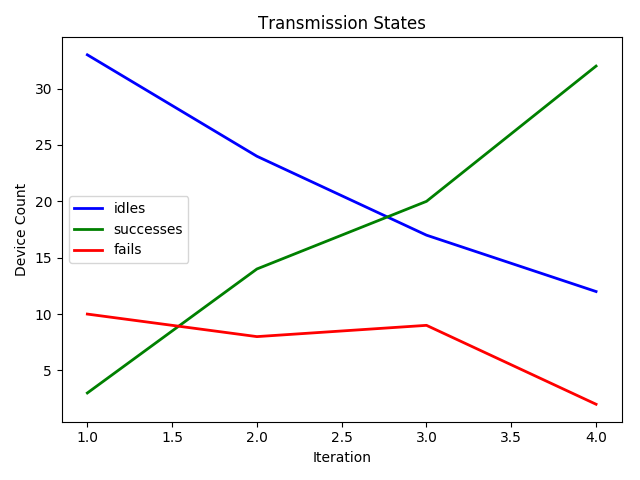 Transmission States
Device Count
30
25
20
15
10
5
idles
successes
fails
1.0 1.5 2.0 2.5 3.0 3.5 4.0
Iteration